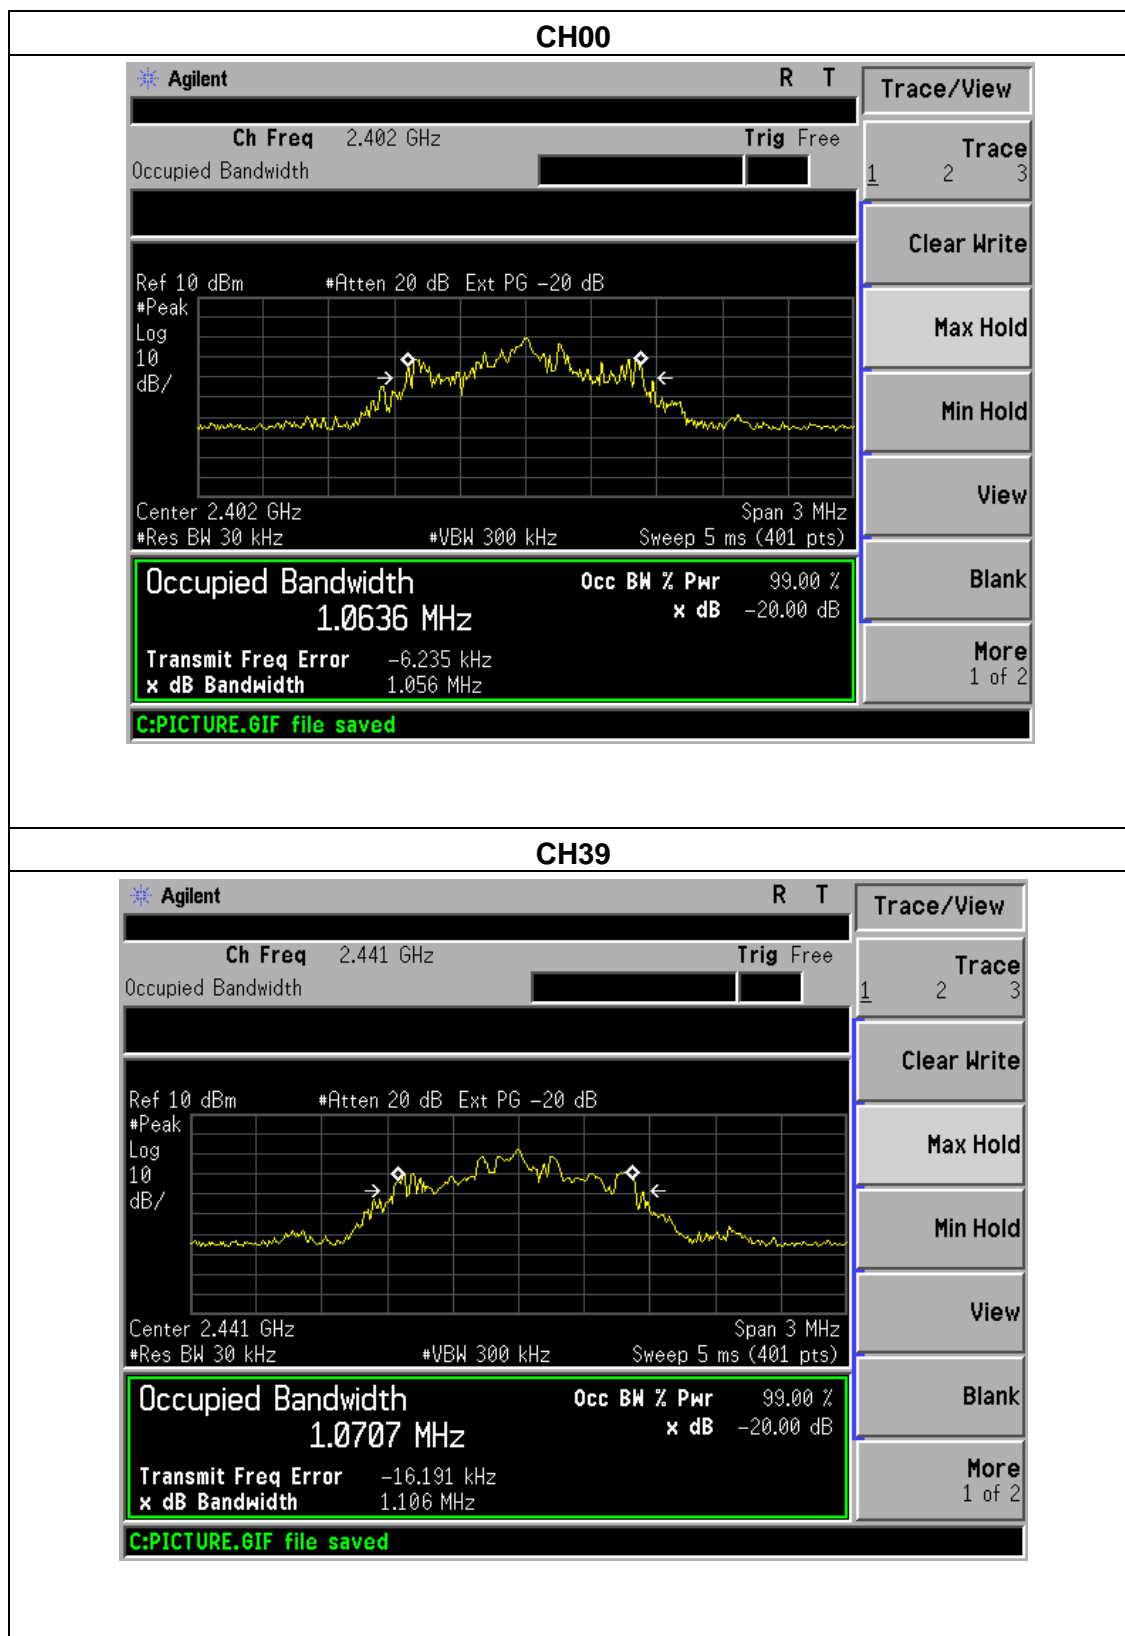 CH00
Agilent R T
Trace/View
Ch Freq 2.402 GHz Trig Free
Occupied Bandwidth
Trace
1 2 3
Clear Write
Max Hold
Min Hold
View
Blank
More
1 of 2
Ref 10 dBm #Atten 20 dB Ext PG -20 dB
#Peak
Log
10
dB/
Center 2.402 GHz Span 3 MHz
#Res BW 30 kHz #VBW 300 kHz Sweep 5 ms (401 pts)
Occupied Bandwidth Occ BW % Pwr 99.00 %
1.0636 MHz x dB -20.00 dB
Transmit Freq Error -6.235 kHz
x dB Bandwidth 1.056 MHz
C:PICTURE.GIF file saved
CH39
Agilent R T
Trace/View
Ch Freq 2.441 GHz Trig Free
Occupied Bandwidth
Trace
1 2 3
Clear Write
Max Hold
Min Hold
View
Blank
More
1 of 2
Ref 10 dBm #Atten 20 dB Ext PG -20 dB
#Peak
Log
10
dB/
Center 2.441 GHz Span 3 MHz
#Res BW 30 kHz #VBW 300 kHz Sweep 5 ms (401 pts)
Occupied Bandwidth Occ BW % Pwr 99.00 %
1.0707 MHz x dB -20.00 dB
Transmit Freq Error -16.191 kHz
x dB Bandwidth 1.106 MHz
C:PICTURE.GIF file saved